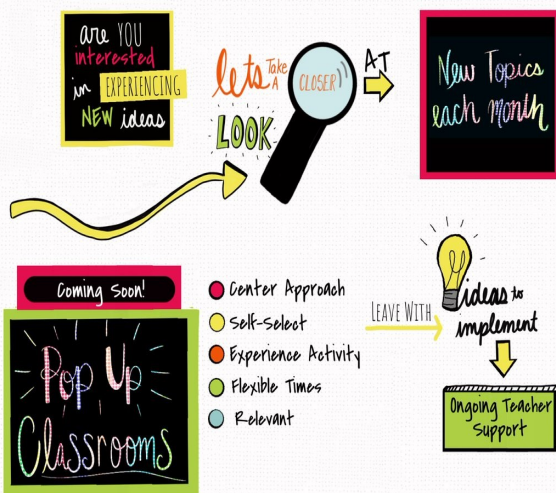 are YOU
interested
in EXPERIENCING
NEW ideas
lets Take
A
CLOSER
LOOK
AT
New Topics
each month
Coming Soon!
Pop Up
Classrooms
Center Approach
Self-Select
Experience Activity
Flexible Times
Relevant
LEAVE WITH
ideas to
implement
Ongoing Teacher
Support